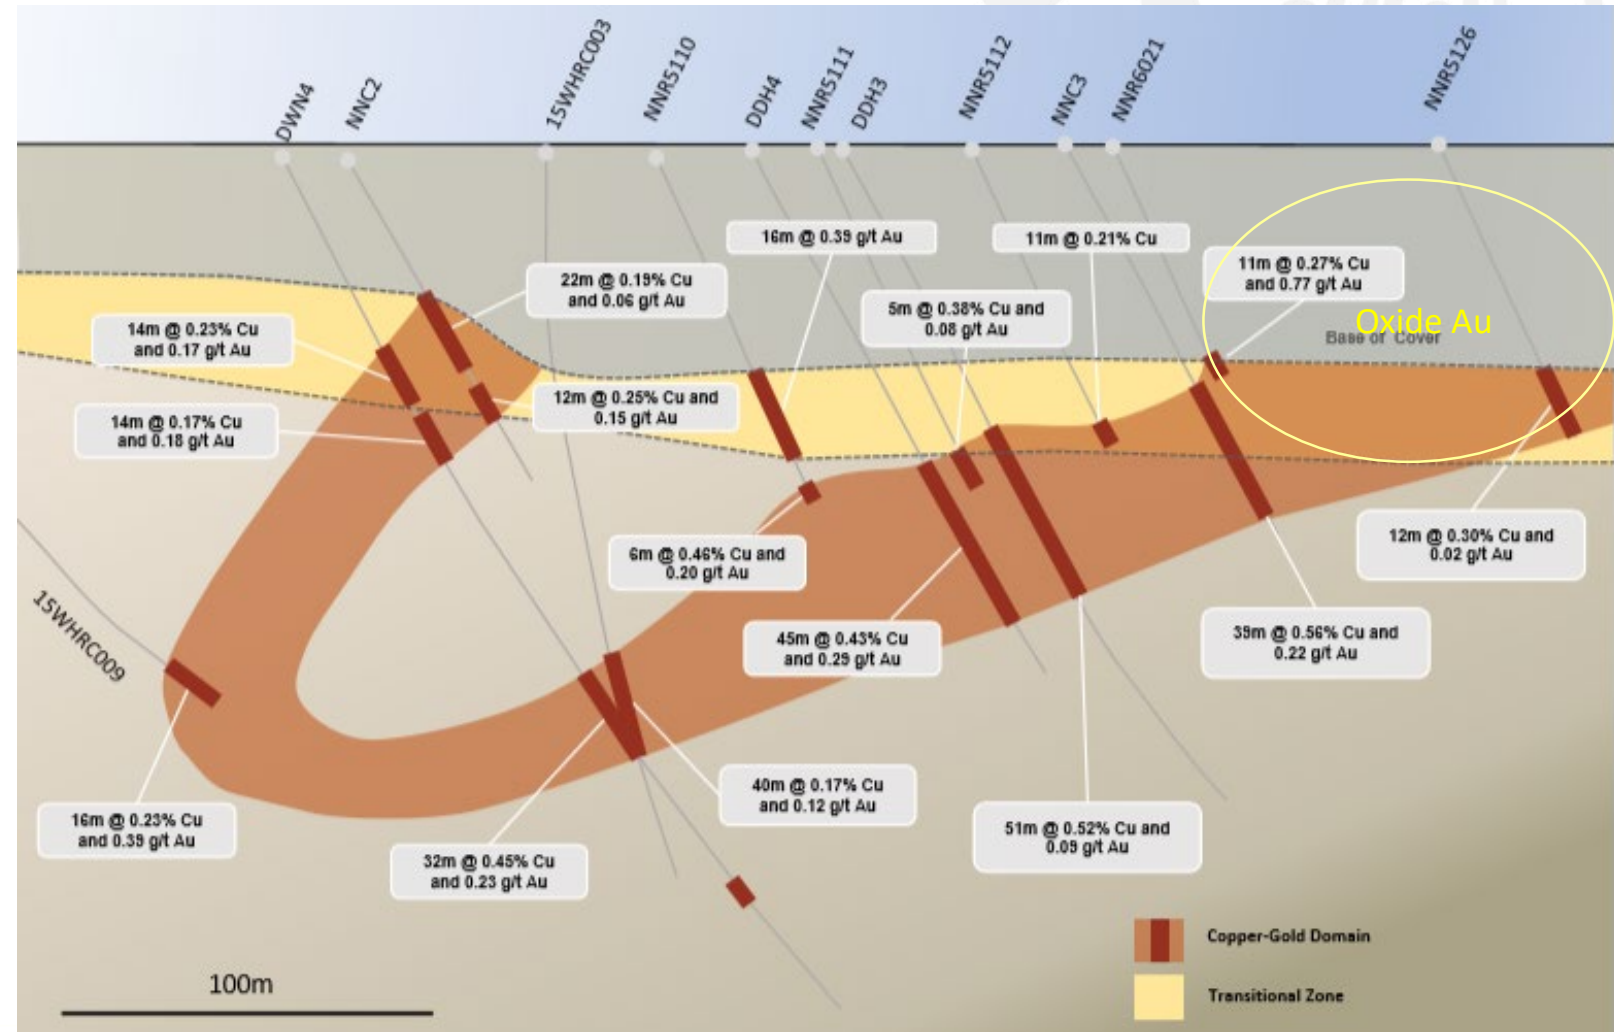 DWN4
NNC2
15WHRC003
NNR5110
DDH4
NNR5111
DDH3
NNR5112
NNC3
NNR6021
NNR5126
16m @ 0.39 g/t Au
11m @ 0.21% Cu
11m @ 0.27% Cu
and 0.77 g/t Au
22m @ 0.19% Cu
and 0.06 g/t Au
5m @ 0.38% Cu and
0.08 g/t Au
Oxide Au
Base of Cover
14m @ 0.23% Cu
and 0.17 g/t Au
12m @ 0.25% Cu and
0.15 g/t Au
14m @ 0.17% Cu
and 0.18 g/t Au
12m @ 0.30% Cu and
0.02 g/t Au
6m @ 0.46% Cu and
0.20 g/t Au
15WHRC009
45m @ 0.43% Cu
and 0.29 g/t Au
39m @ 0.56% Cu and
0.22 g/t Au
40m @ 0.17% Cu
and 0.12 g/t Au
16m @ 0.23% Cu
and 0.39 g/t Au
51m @ 0.52% Cu and
0.09 g/t Au
32m @ 0.45% Cu
and 0.23 g/t Au
Copper-Gold Domain
100m
Transitional Zone